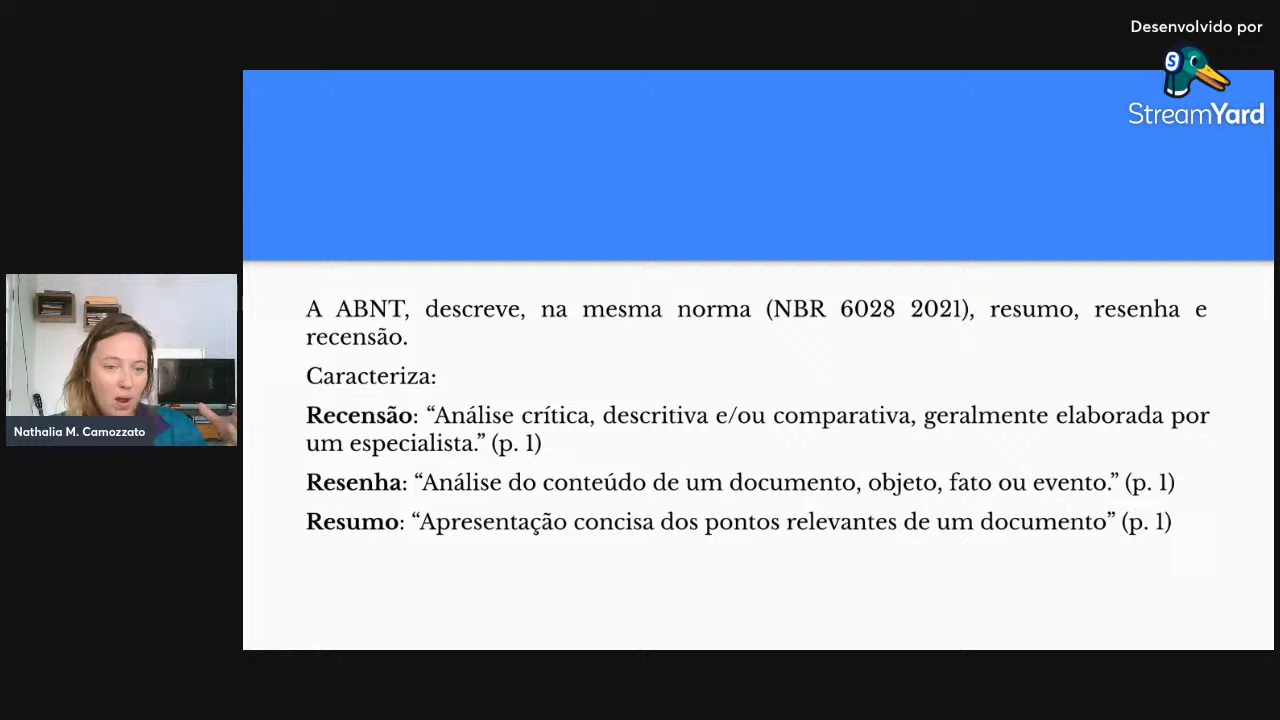 Desenvolvido por
S
StreamYard
A ABNT, descreve, na mesma norma (NBR 6028 2021), resumo, resenha e
recensão.
Caracteriza:
Recensão: “Análise crítica, descritiva e/ou comparativa, geralmente elaborada por
um especialista.” (p. 1)
Resenha: “Análise do conteúdo de um documento, objeto, fato ou evento.” (p. 1)
Resumo: “Apresentação concisa dos pontos relevantes de um documento” (p. 1)
Nathalia M. Camozzato